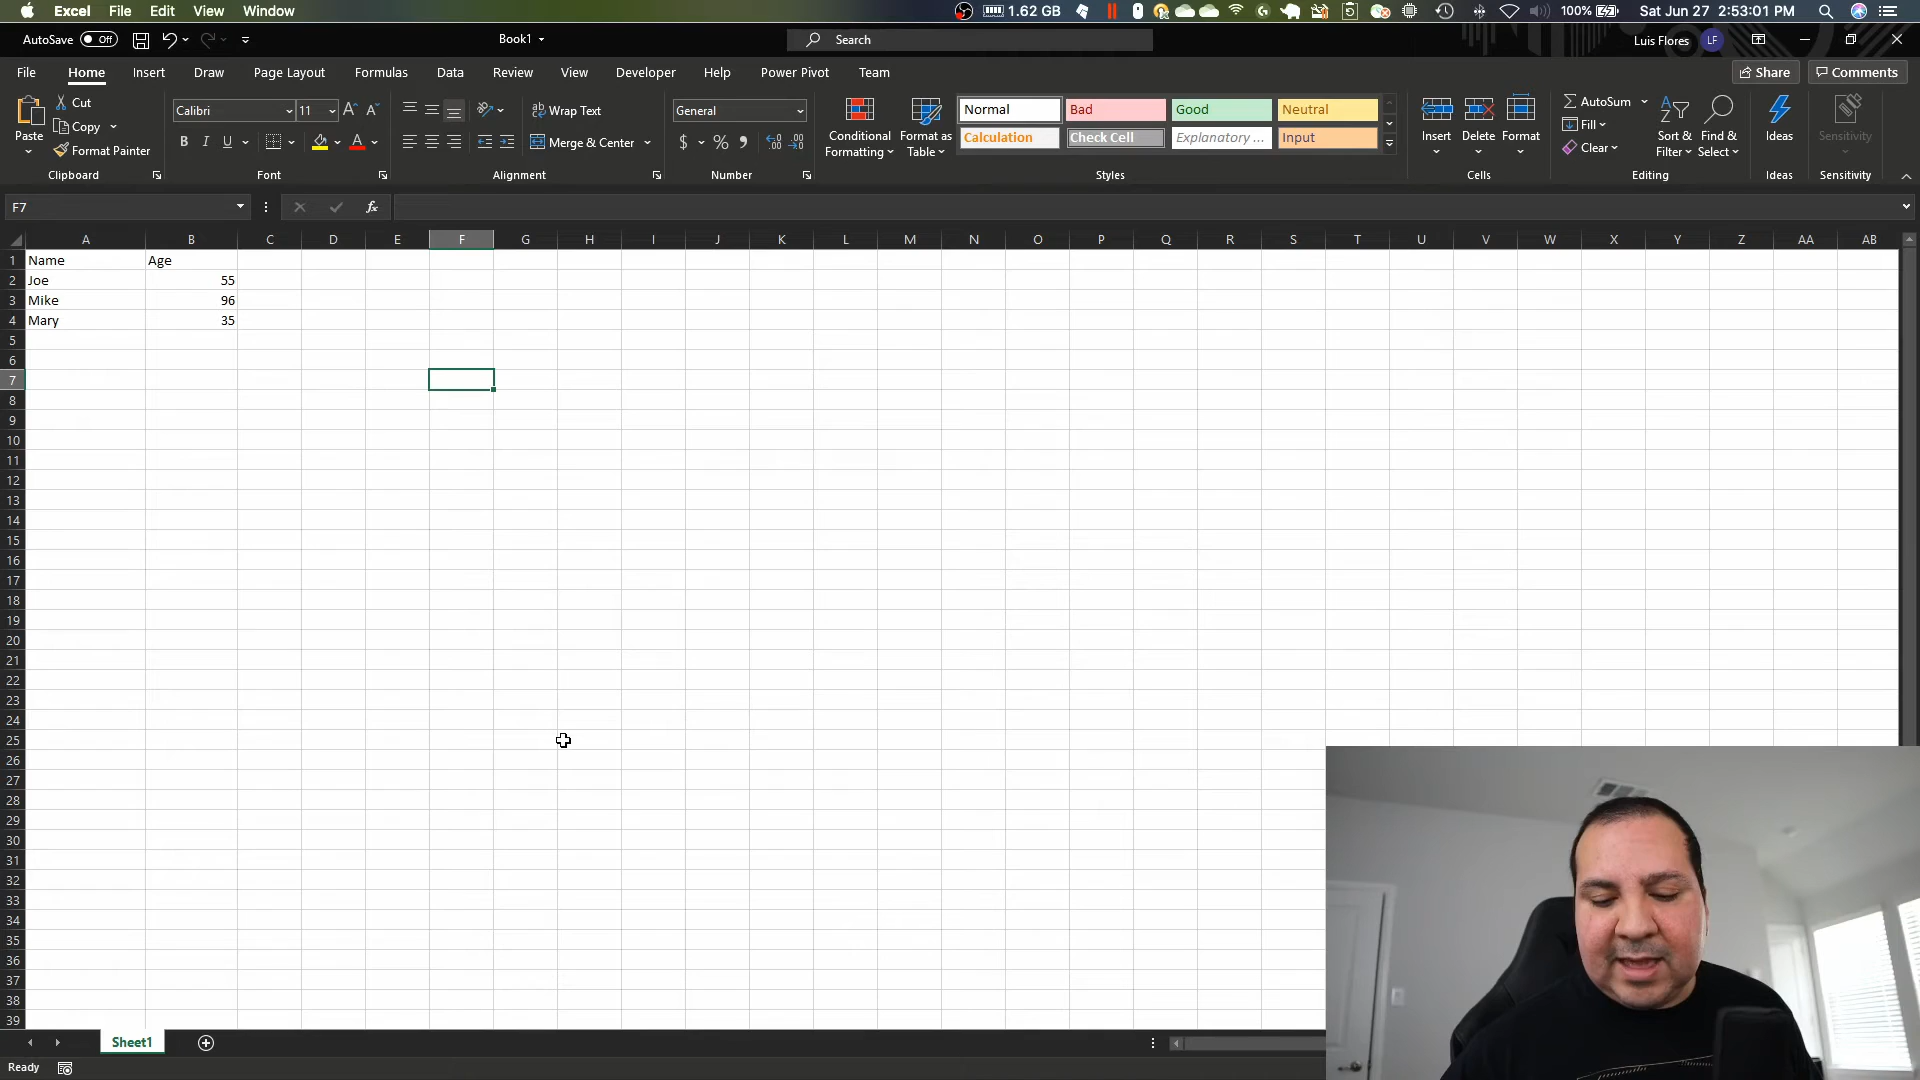 Excel File Edit View Window 1.62 GB 100% Sat Jun 27 2:53:01 PM
AutoSave Off Book1 Search Luis Flores LF
File Home Insert Draw Page Layout Formulas Data Review View Developer Help Power Pivot Team Share Comments
Cut Calibri 11 Wrap Text General Normal Bad Good Neutral AutoSum
Paste Copy Conditional Formatting Format as Table Insert Delete Format Fill Sort & Filter Find & Select Ideas Sensitivity
Format Painter B I U Merge & Center $ % Calculation Check Cell Explanatory ... Input Clear
Clipboard Font Alignment Number Styles Cells Editing Ideas Sensitivity
F7 fx
A B C D E F G H I J K L M N O P Q R S T U V W X Y Z AA AB
1 Name Age
2 Joe 55
3 Mike 96
4 Mary 35
5
6
7
8
9
10
11
12
13
14
15
16
17
18
19
20
21
22
23
24
25
26
27
28
29
30
31
32
33
34
35
36
37
38
39
Sheet1
Ready